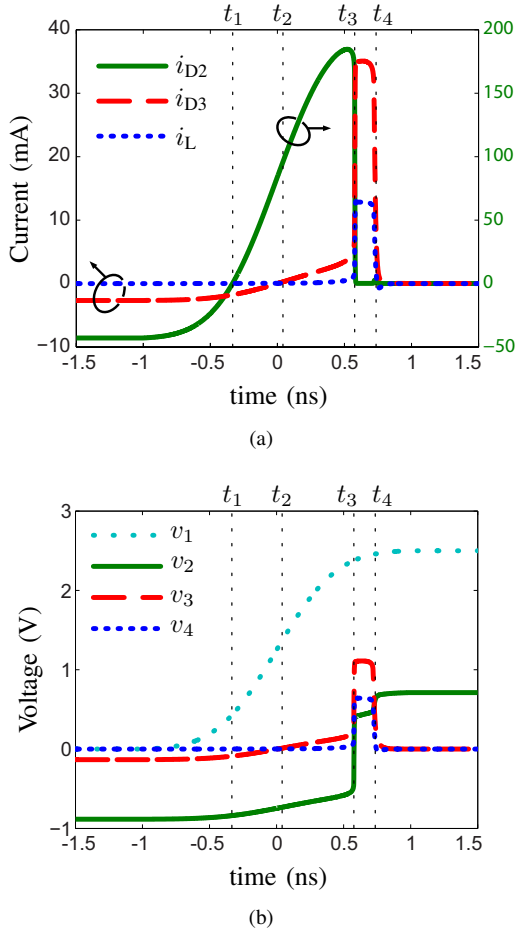 t1 t2 t3 t4
40 200
iD2
30 150
iD3
iL
20 100
10 50
0 0
−10 −50
-1.5 -1 -0.5 0 0.5 1 1.5
Current (mA)
time (ns)
(a)
t1 t2 t3 t4
3
v1
v2
2
v3
v4
1
0
−1
-1.5 -1 -0.5 0 0.5 1 1.5
Voltage (V)
time (ns)
(b)